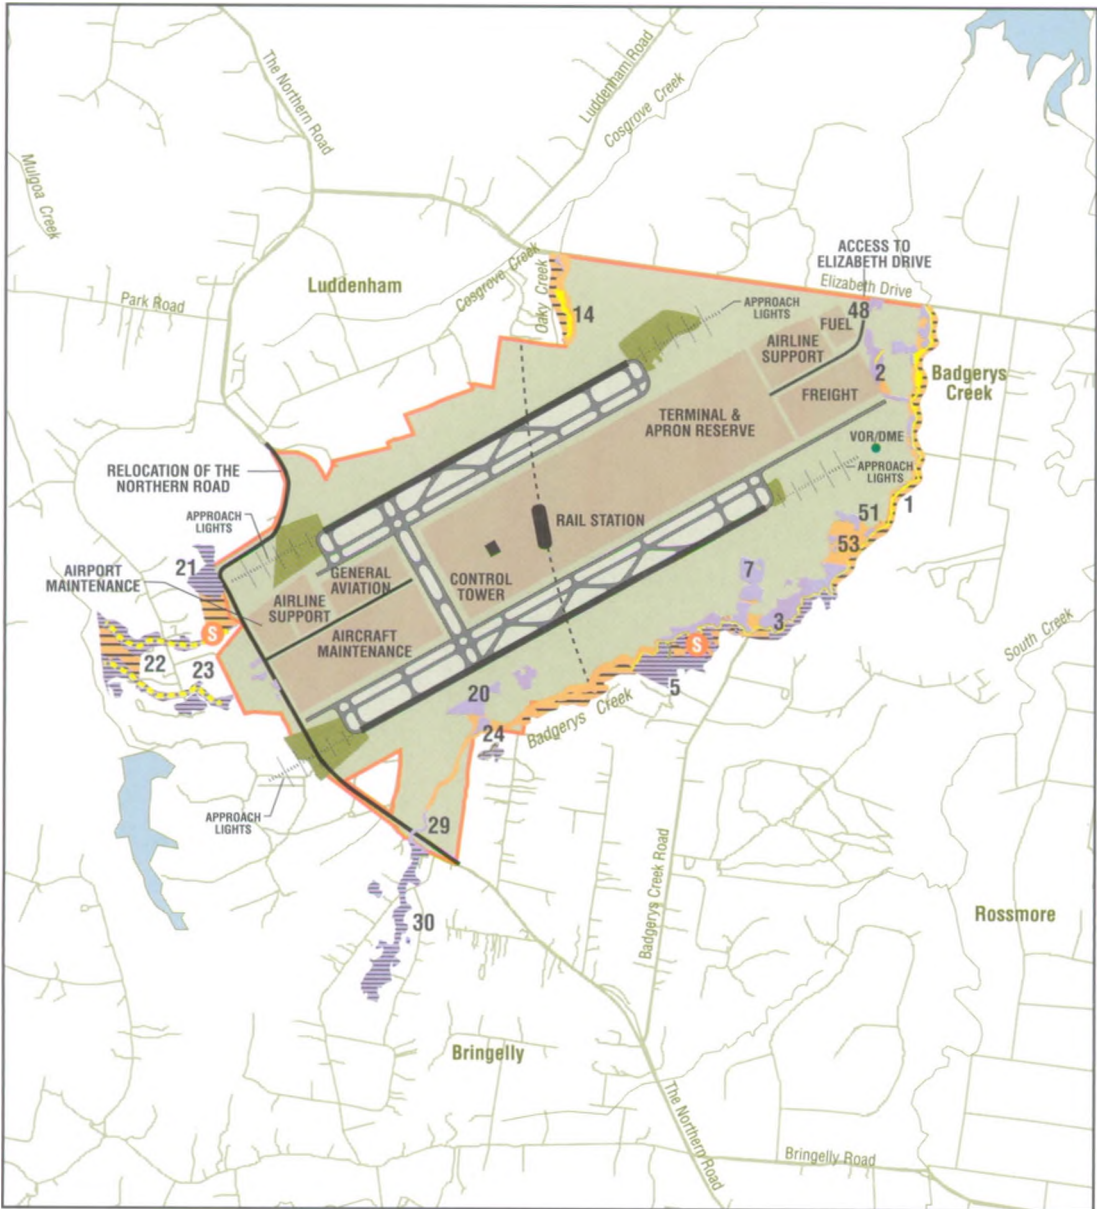 The Northern Road
Luddenham Road
Cosgrove Creek
Mulgoa Creek
ACCESS TO
ELIZABETH DRIVE
Elizabeth Drive
Luddenham
Cosgrove Creek
Oaky Creek
Park Road
14
APPROACH
LIGHTS
48
FUEL
AIRLINE
SUPPORT
2
Badgerys
Creek
FREIGHT
TERMINAL &
APRON RESERVE
VOR/DME
APPROACH
LIGHTS
RELOCATION OF THE
NORTHERN ROAD
1
APPROACH
LIGHTS
51
RAIL STATION
53
21
AIRPORT
MAINTENANCE
GENERAL
AVIATION
CONTROL
TOWER
7
AIRLINE
SUPPORT
3
S
AIRCRAFT
MAINTENANCE
S
South Creek
22
23
5
20
Badgerys Creek
24
APPROACH
LIGHTS
29
Badgerys Creek Road
Rossmore
30
Bringelly
The Northern Road
Bringelly Road